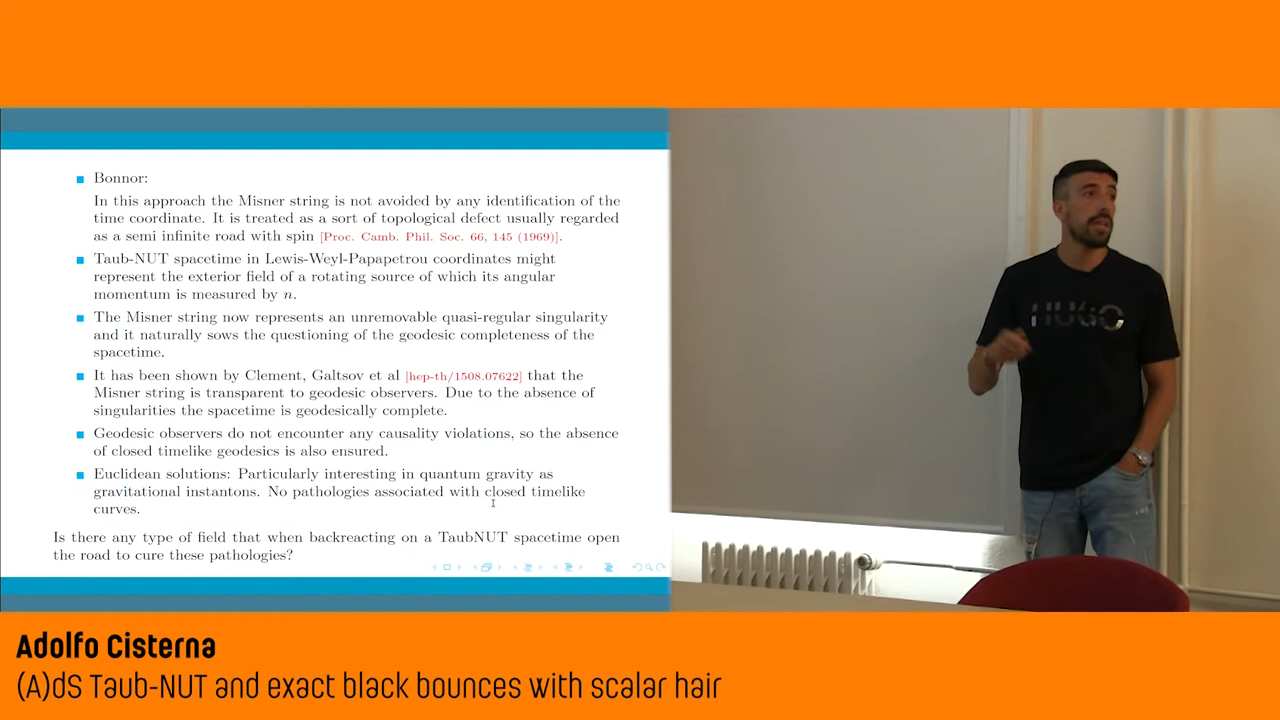 Bonnor:
In this approach the Misner string is not avoided by any identification of the
time coordinate. It is treated as a sort of topological defect usually regarded
as a semi infinite road with spin [Proc. Camb. Phil. Soc. 66, 145 (1969)].
Taub-NUT spacetime in Lewis-Weyl-Papapetrou coordinates might
represent the exterior field of a rotating source of which its angular
momentum is measured by n.
The Misner string now represents an unremovable quasi-regular singularity
and it naturally sows the questioning of the geodesic completeness of the
spacetime.
It has been shown by Clement, Galtsov et al [hep-th/1508.07622] that the
Misner string is transparent to geodesic observers. Due to the absence of
singularities the spacetime is geodesically complete.
Geodesic observers do not encounter any causality violations, so the absence
of closed timelike geodesics is also ensured.
Euclidean solutions: Particularly interesting in quantum gravity as
gravitational instantons. No pathologies associated with closed timelike
curves.
Is there any type of field that when backreacting on a TaubNUT spacetime open
the road to cure these pathologies?
HUGO
Adolfo Cisterna
(A)dS Taub-NUT and exact black bounces with scalar hair